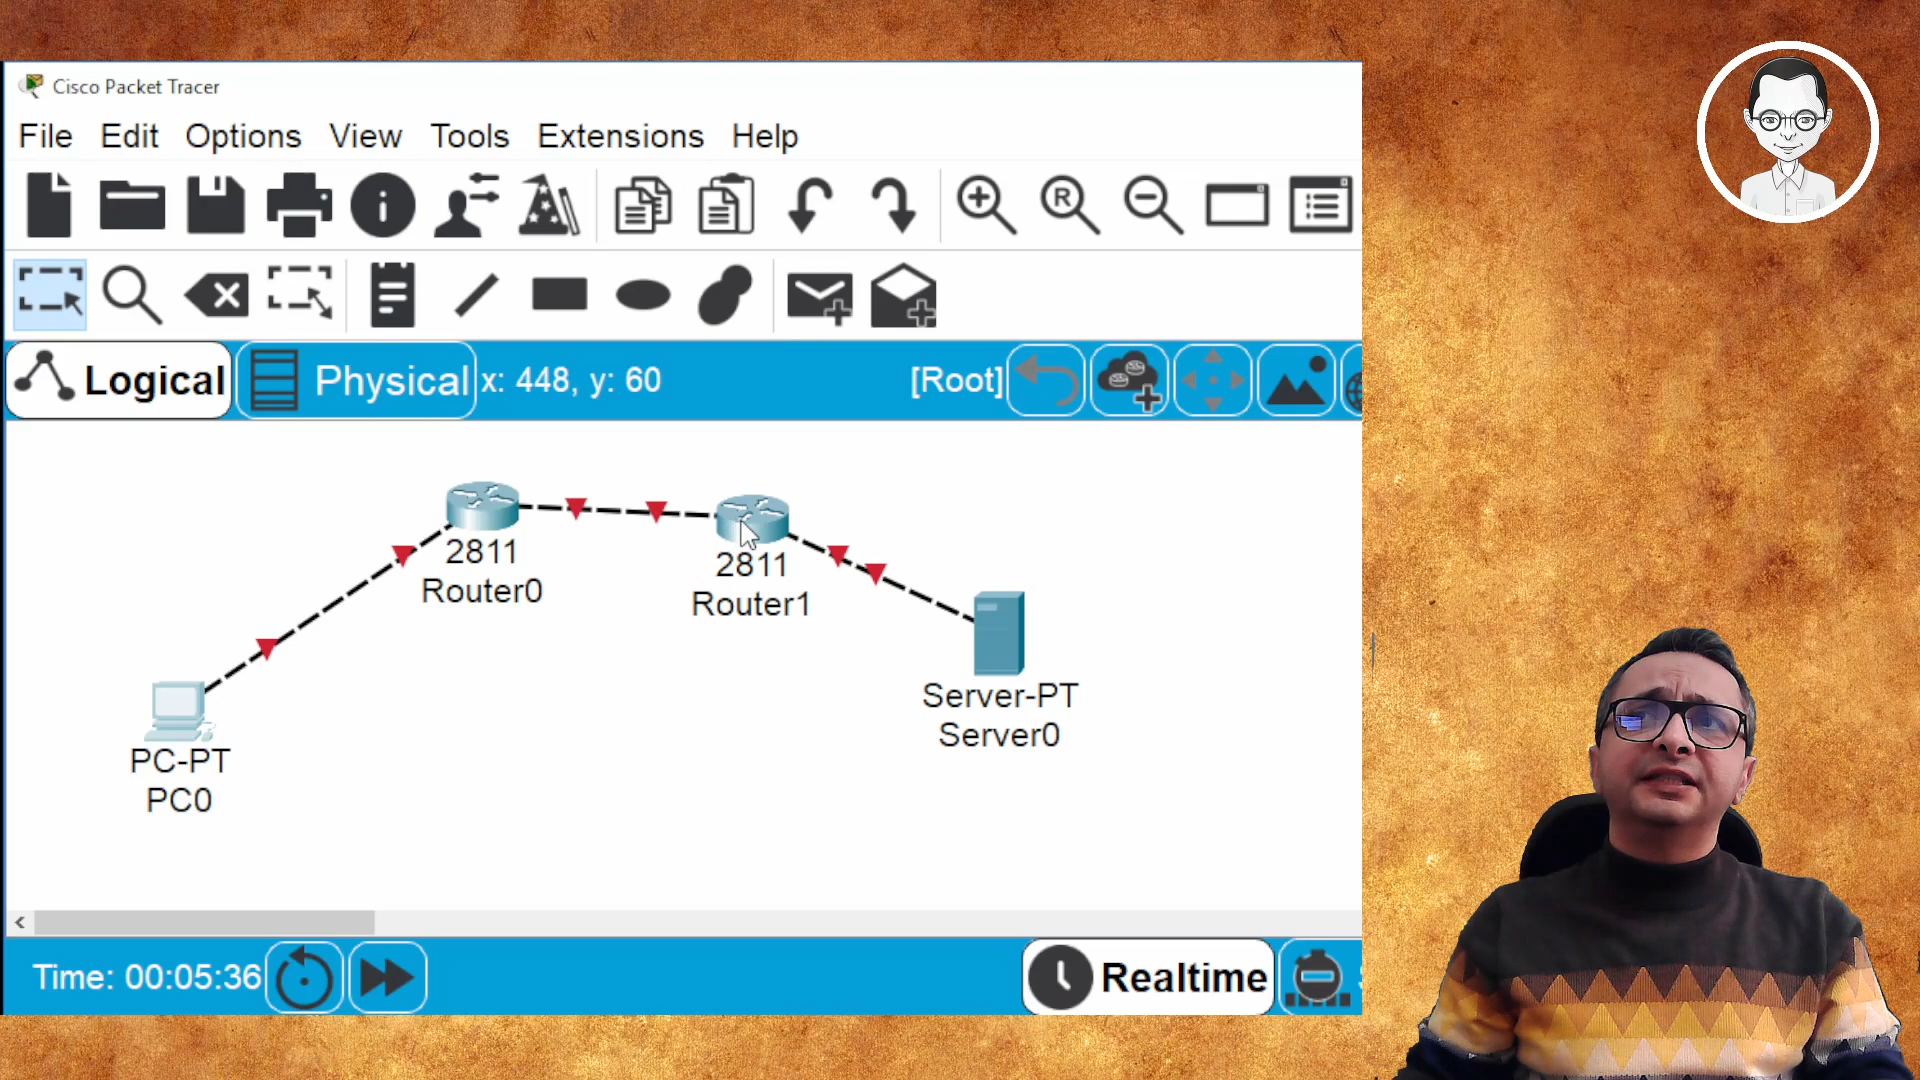 Cisco Packet Tracer
File Edit Options View Tools Extensions Help
R
Logical Physical x: 448, y: 60 [Root]
2811
Router0
2811
Router1
Server-PT
Server0
PC-PT
PC0
Time: 00:05:36 Realtime